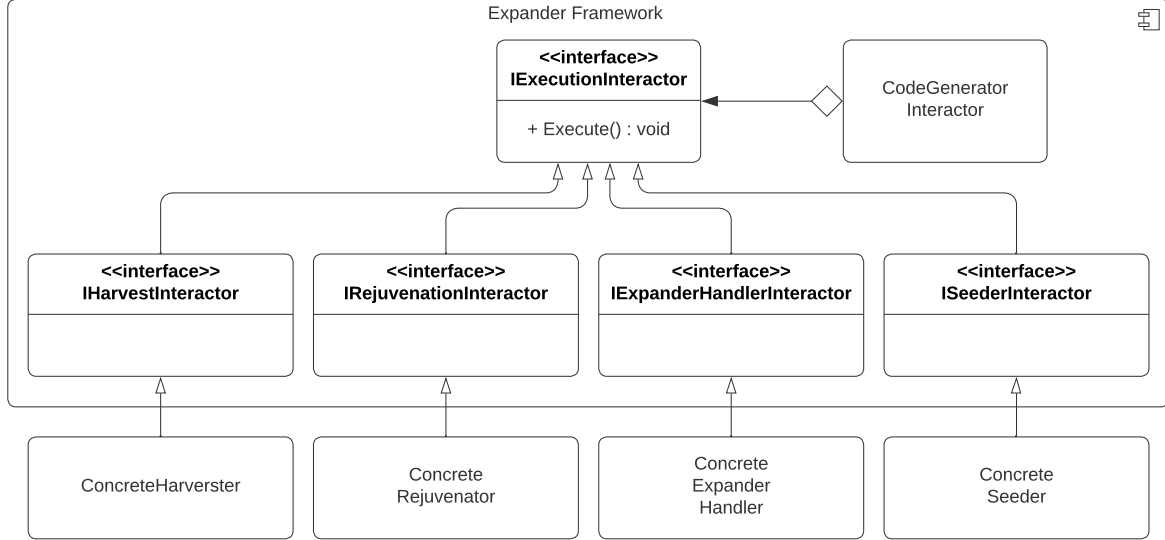 Expander Framework
<<interface>>
IExecutionInteractor
+ Execute() : void
CodeGenerator
Interactor
<<interface>>
IHarvestInteractor
<<interface>>
IRejuvenationInteractor
<<interface>>
IExpanderHandlerInteractor
<<interface>>
ISeederInteractor
ConcreteHarverster
Concrete
Rejuvenator
Concrete
Expander
Handler
Concrete
Seeder